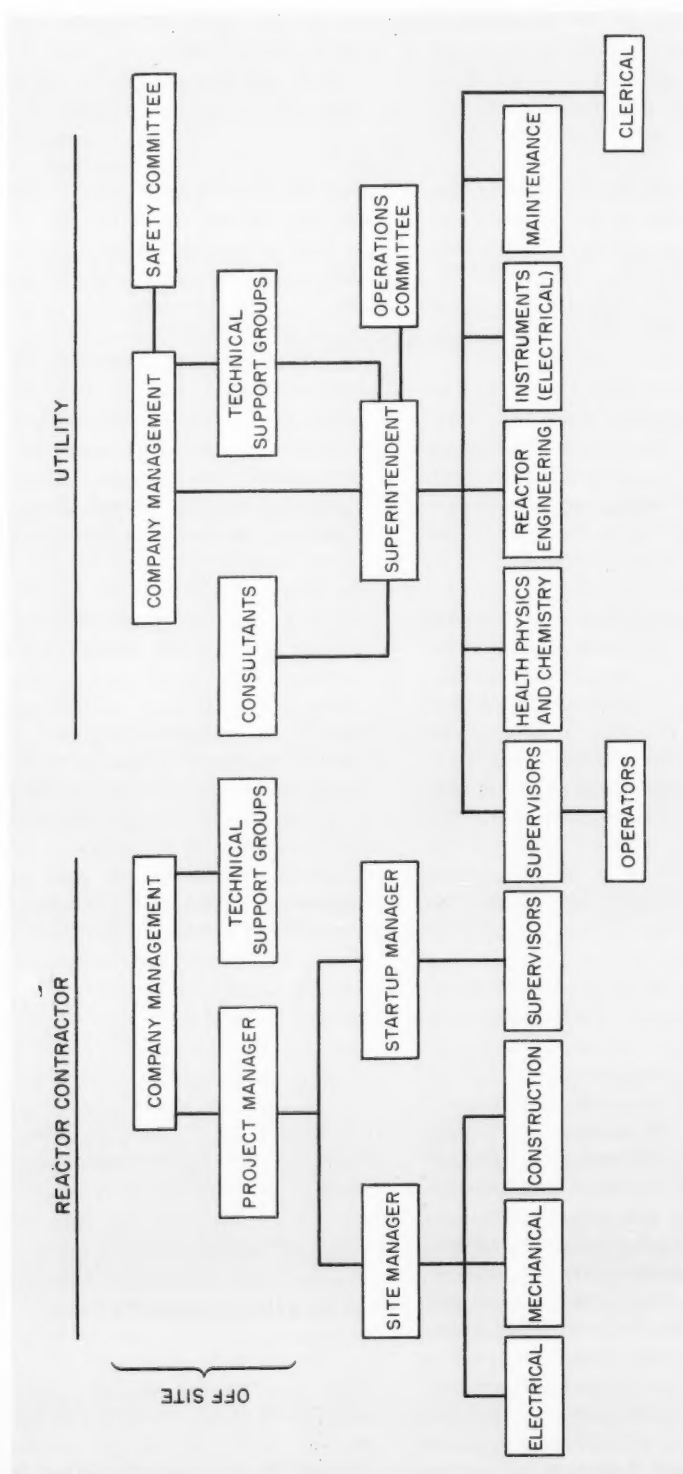 REACTOR CONTRACTOR
UTILITY
OFF SITE
COMPANY MANAGEMENT
COMPANY MANAGEMENT
SAFETY COMMITTEE
PROJECT MANAGER
TECHNICAL
SUPPORT GROUPS
CONSULTANTS
TECHNICAL
SUPPORT GROUPS
SITE MANAGER
STARTUP MANAGER
SUPERINTENDENT
OPERATIONS
COMMITTEE
ELECTRICAL
MECHANICAL
CONSTRUCTION
SUPERVISORS
SUPERVISORS
HEALTH PHYSICS
AND CHEMISTRY
REACTOR
ENGINEERING
INSTRUMENTS
(ELECTRICAL)
MAINTENANCE
OPERATORS
CLERICAL